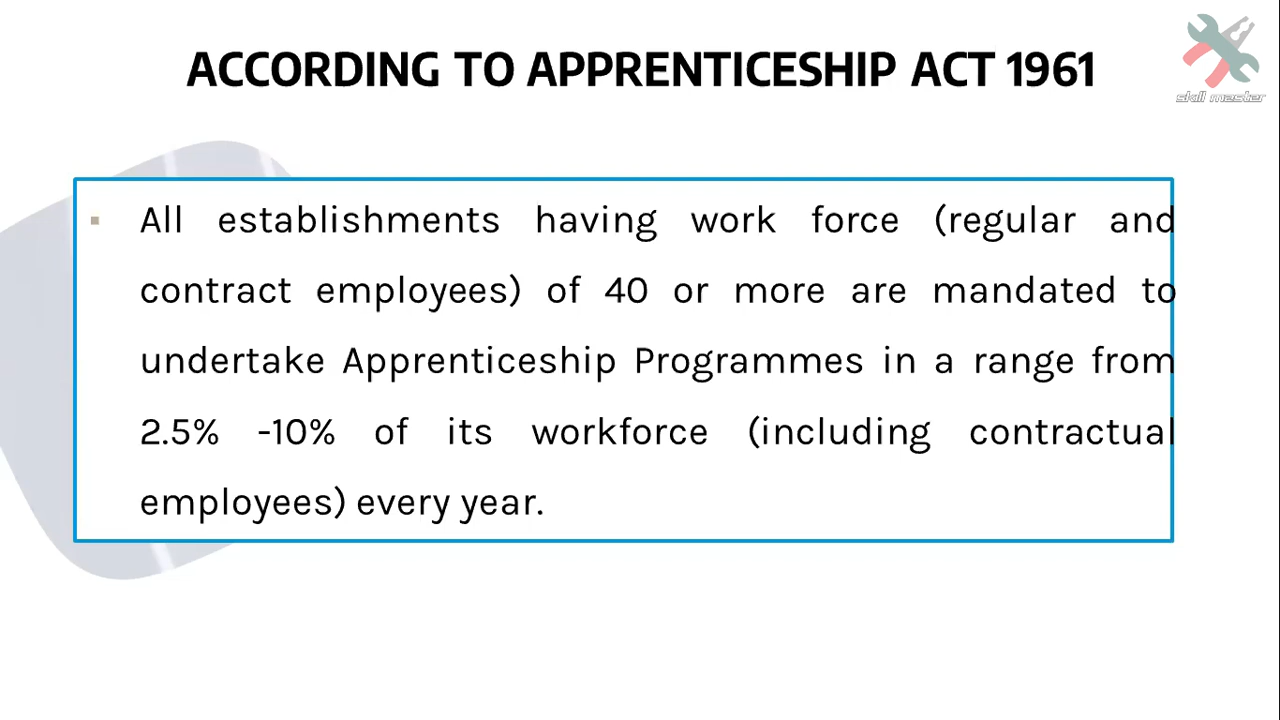 ACCORDING TO APPRENTICESHIP ACT 1961
skill master
▪ All establishments having work force (regular and
contract employees) of 40 or more are mandated to
undertake Apprenticeship Programmes in a range from
2.5% -10% of its workforce (including contractual
employees) every year.